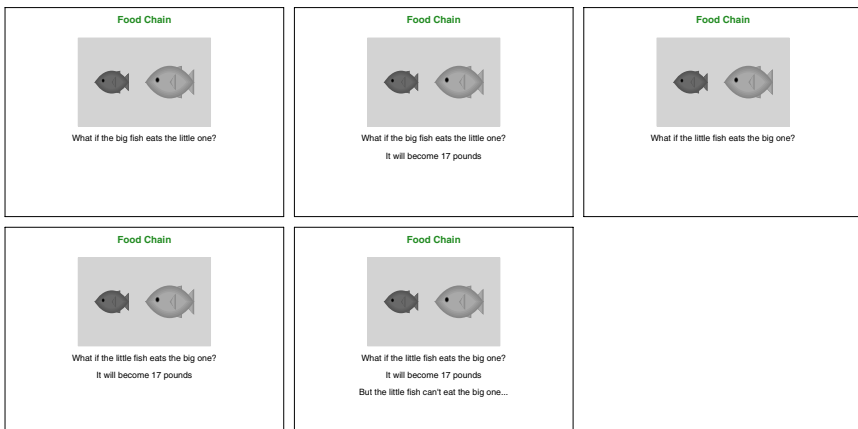 Food Chain
What if the big fish eats the little one?
Food Chain
What if the big fish eats the little one?
It will become 17 pounds
Food Chain
What if the little fish eats the big one?
Food Chain
What if the little fish eats the big one?
It will become 17 pounds
Food Chain
What if the little fish eats the big one?
It will become 17 pounds
But the little fish can't eat the big one...